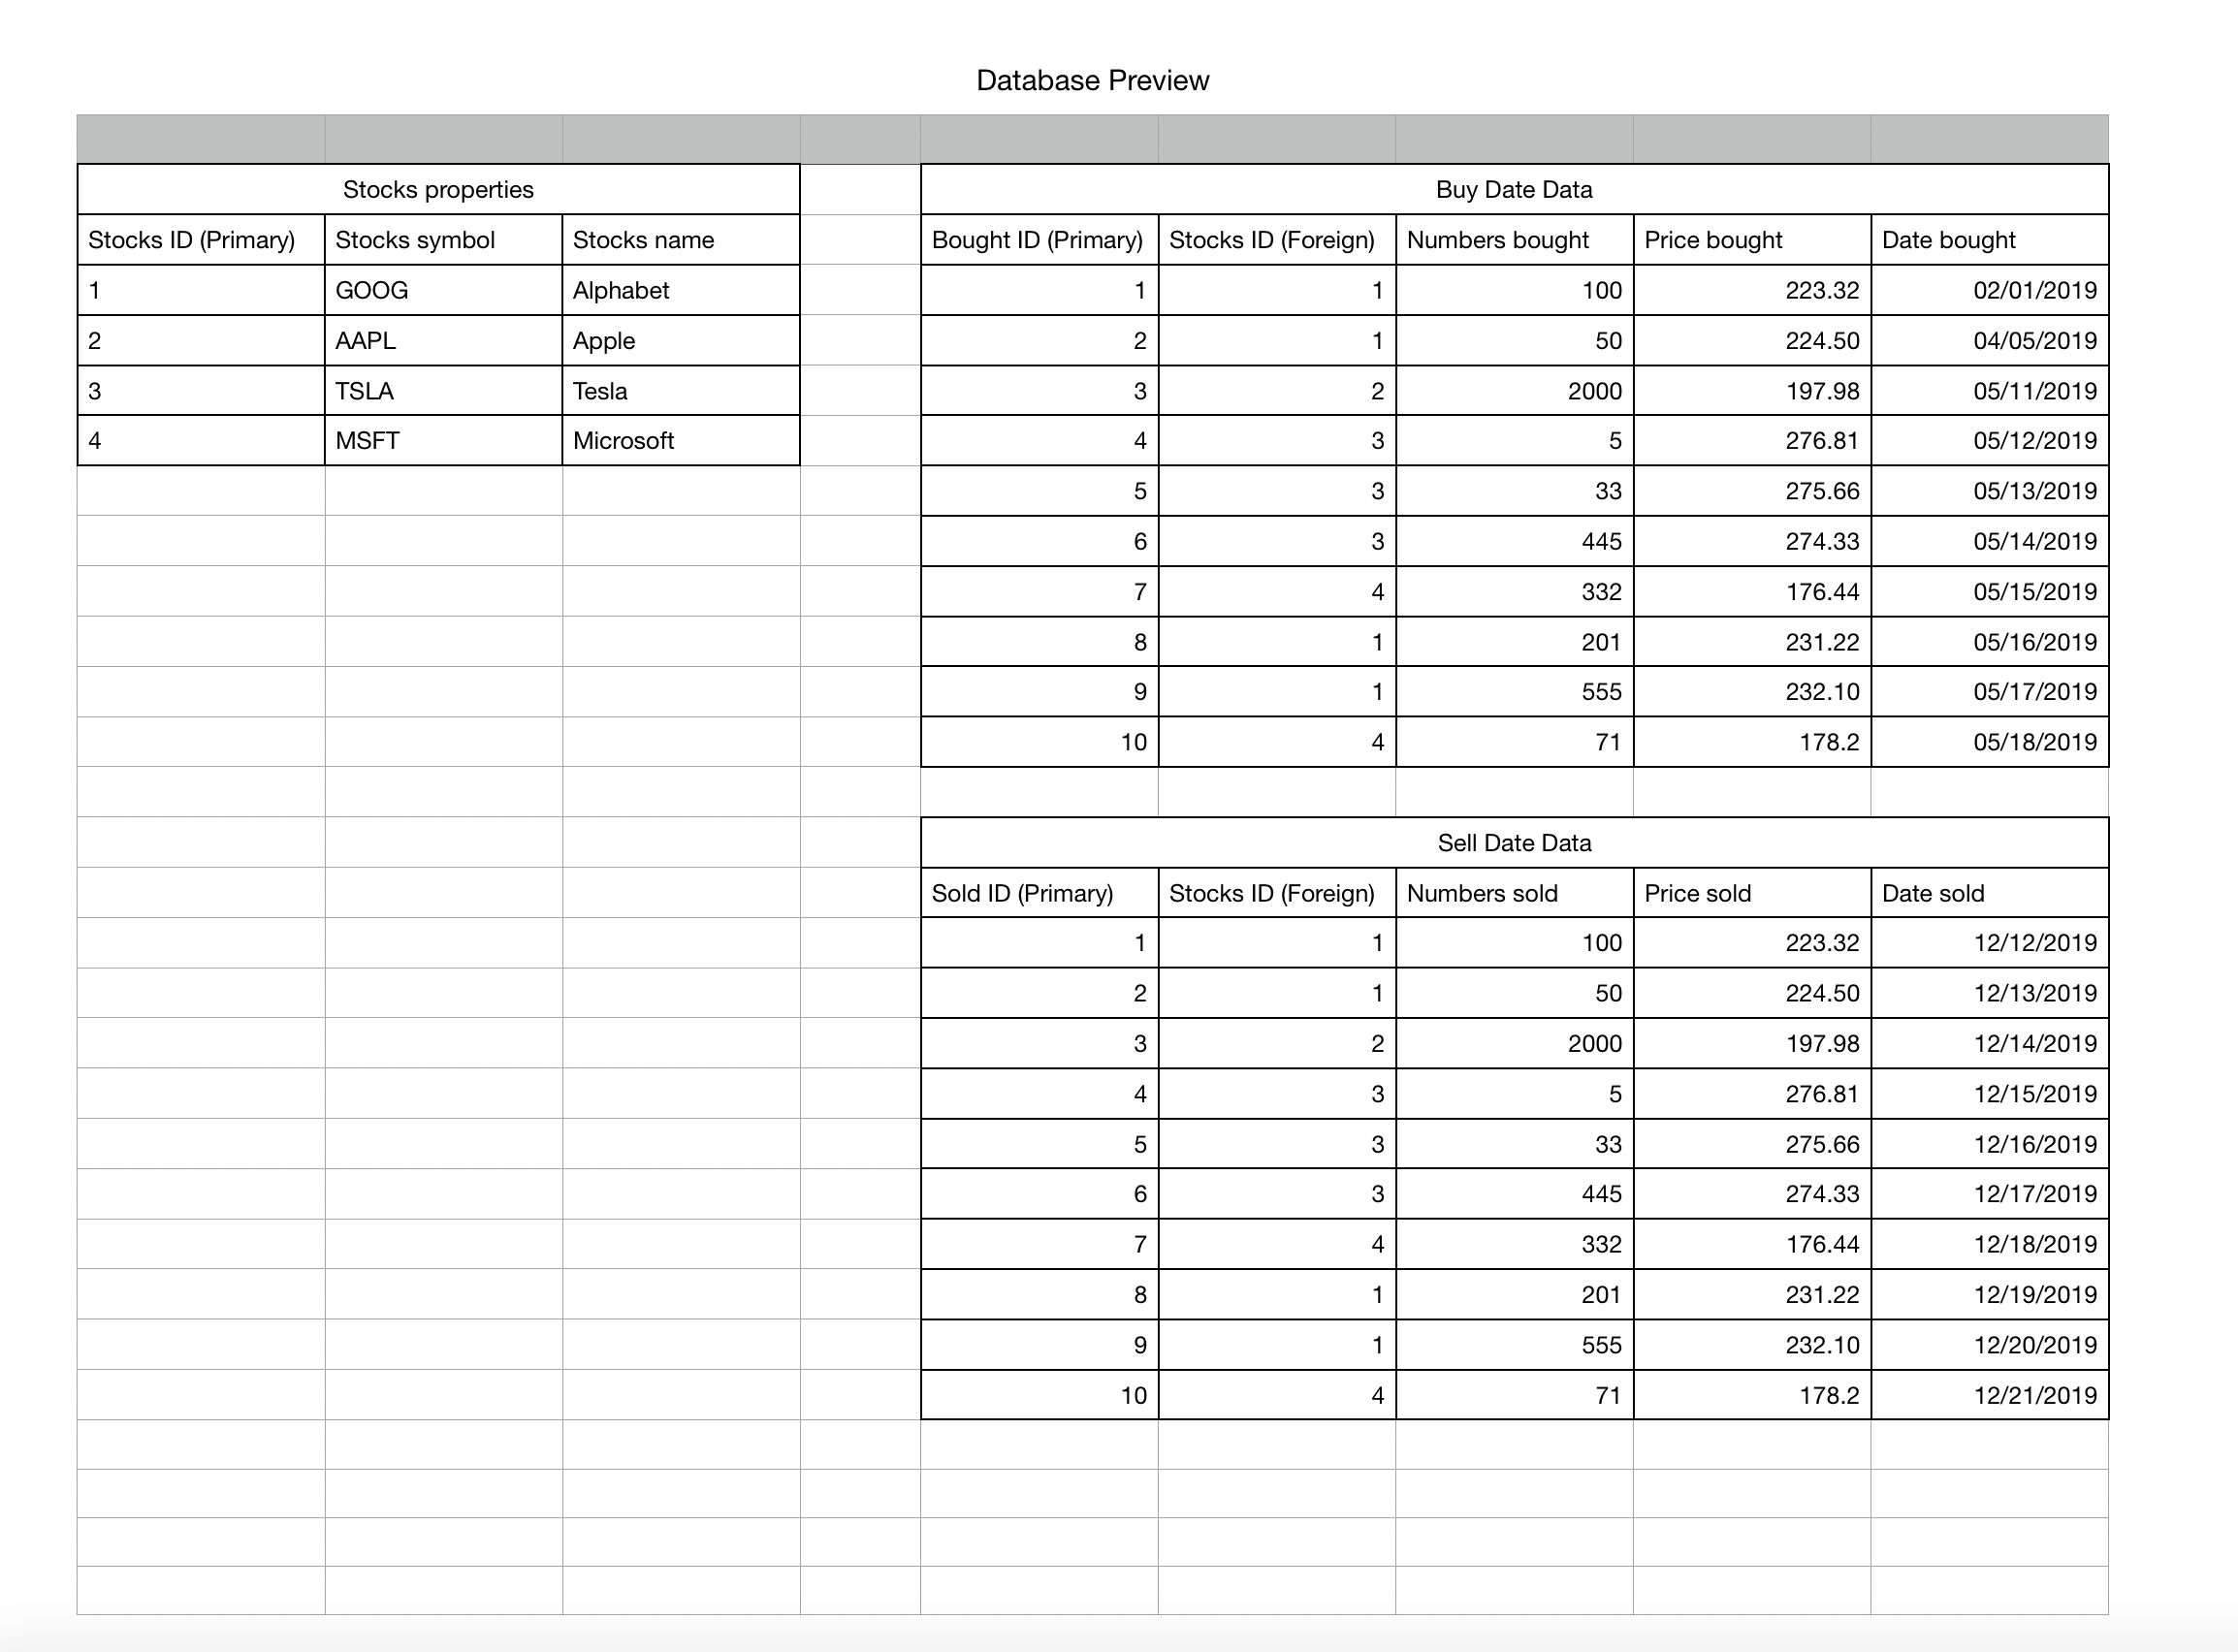 Database Preview
Stocks properties
Stocks ID (Primary) Stocks symbol Stocks name
1 GOOG Alphabet
2 AAPL Apple
3 TSLA Tesla
4 MSFT Microsoft
Buy Date Data
Bought ID (Primary) Stocks ID (Foreign) Numbers bought Price bought Date bought
1 1 100 223.32 02/01/2019
2 1 50 224.50 04/05/2019
3 2 2000 197.98 05/11/2019
4 3 5 276.81 05/12/2019
5 3 33 275.66 05/13/2019
6 3 445 274.33 05/14/2019
7 4 332 176.44 05/15/2019
8 1 201 231.22 05/16/2019
9 1 555 232.10 05/17/2019
10 4 71 178.2 05/18/2019
Sell Date Data
Sold ID (Primary) Stocks ID (Foreign) Numbers sold Price sold Date sold
1 1 100 223.32 12/12/2019
2 1 50 224.50 12/13/2019
3 2 2000 197.98 12/14/2019
4 3 5 276.81 12/15/2019
5 3 33 275.66 12/16/2019
6 3 445 274.33 12/17/2019
7 4 332 176.44 12/18/2019
8 1 201 231.22 12/19/2019
9 1 555 232.10 12/20/2019
10 4 71 178.2 12/21/2019